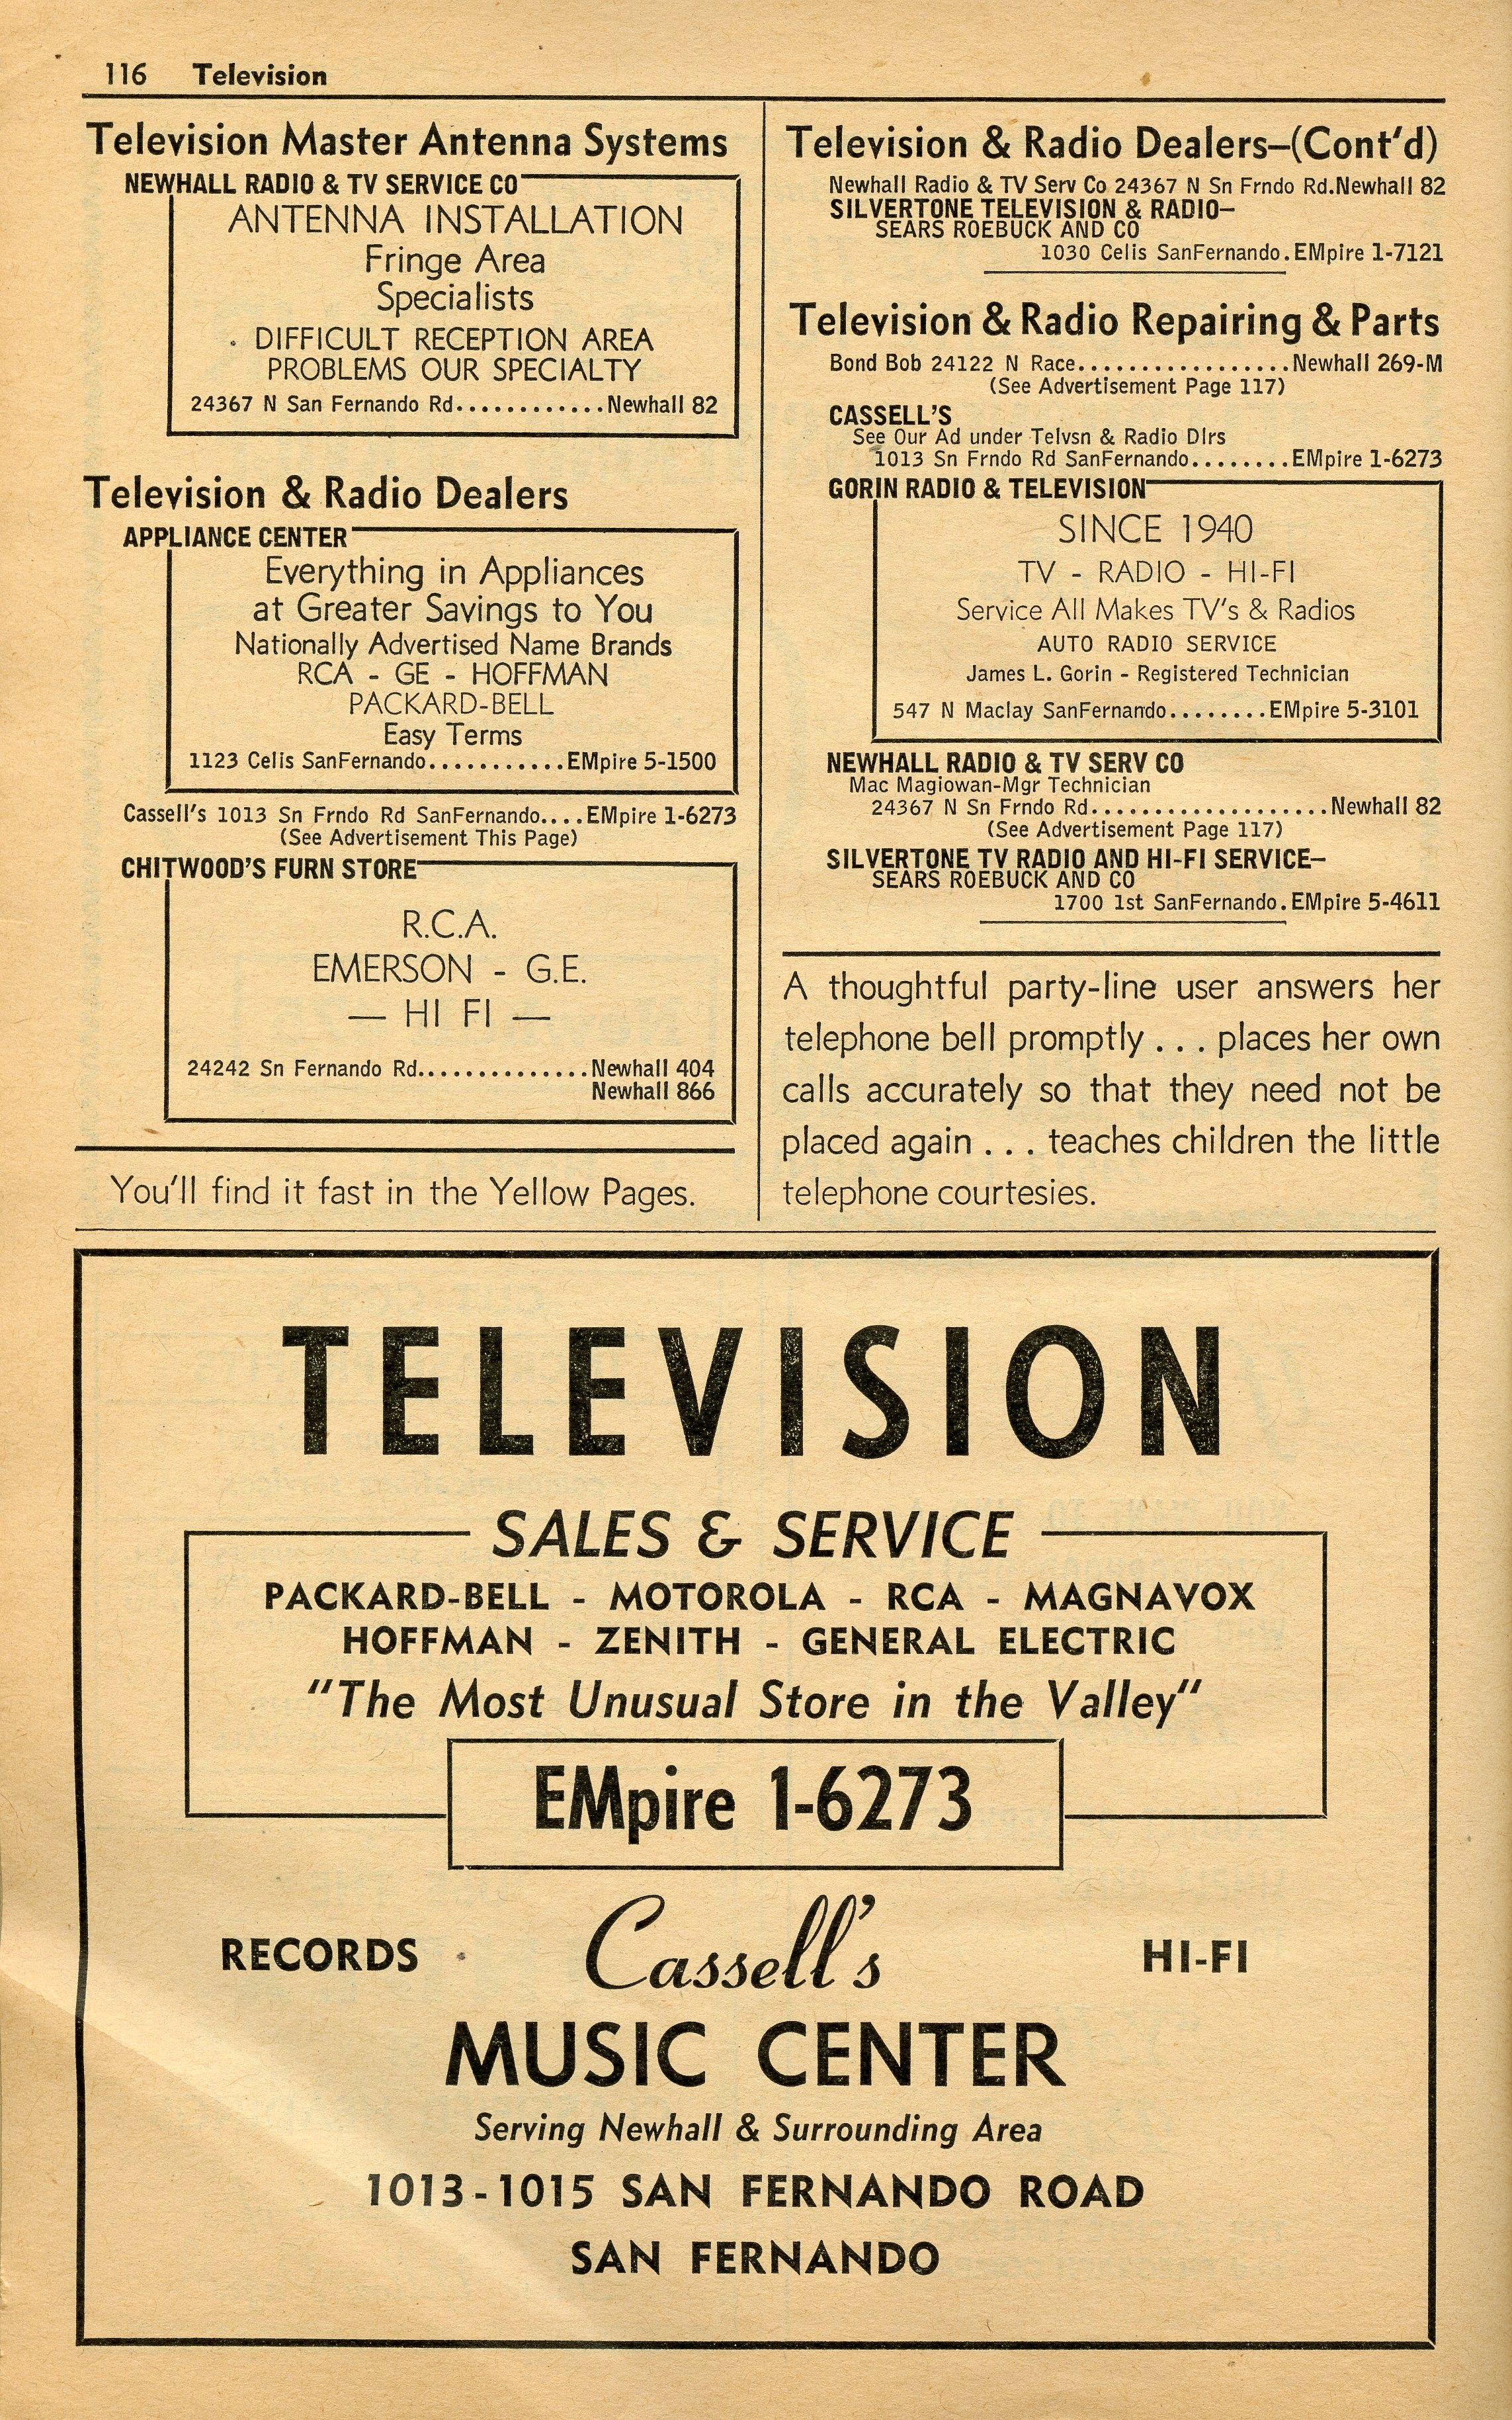 116 Television
Television Master Antenna Systems
NEWHALL RADIO & TV SERVICE CO
ANTENNA INSTALLATION
Fringe Area
Specialists
DIFFICULT RECEPTION AREA
PROBLEMS OUR SPECIALTY
24367 N San Fernando Rd............Newhall 82
Television & Radio Dealers
APPLIANCE CENTER
Everything in Appliances
at Greater Savings to You
Nationally Advertised Name Brands
RCA - GE - HOFFMAN
PACKARD-BELL
Easy Terms
1123 Celis SanFernando...........EMpire 5-1500
Cassell's 1013 Sn Frndo Rd SanFernando....EMpire 1-6273
(See Advertisement This Page)
CHITWOOD'S FURN STORE
R.C.A.
EMERSON - G.E.
— HI FI —
24242 Sn Fernando Rd..............Newhall 404
Newhall 866
You'll find it fast in the Yellow Pages.
Television & Radio Dealers—(Cont'd)
Newhall Radio & TV Serv Co 24367 N Sn Frndo Rd.Newhall 82
SILVERTONE TELEVISION & RADIO—
SEARS ROEBUCK AND CO
1030 Celis SanFernando.EMpire 1-7121
Television & Radio Repairing & Parts
Bond Bob 24122 N Race.................Newhall 269-M
(See Advertisement Page 117)
CASSELL'S
See Our Ad under Telvsn & Radio Dlrs
1013 Sn Frndo Rd SanFernando........EMpire 1-6273
GORIN RADIO & TELEVISION
SINCE 1940
TV - RADIO - HI-FI
Service All Makes TV's & Radios
AUTO RADIO SERVICE
James L. Gorin - Registered Technician
547 N Maclay SanFernando........EMpire 5-3101
NEWHALL RADIO & TV SERV CO
Mac Magiowan-Mgr Technician
24367 N Sn Frndo Rd...................Newhall 82
(See Advertisement Page 117)
SILVERTONE TV RADIO AND HI-FI SERVICE—
SEARS ROEBUCK AND CO
1700 1st SanFernando.EMpire 5-4611
A thoughtful party-line user answers her
telephone bell promptly . . . places her own
calls accurately so that they need not be
placed again . . . teaches children the little
telephone courtesies.
TELEVISION
SALES & SERVICE
PACKARD-BELL - MOTOROLA - RCA - MAGNAVOX
HOFFMAN - ZENITH - GENERAL ELECTRIC
"The Most Unusual Store in the Valley"
EMpire 1-6273
RECORDS Cassell's HI-FI
MUSIC CENTER
Serving Newhall & Surrounding Area
1013-1015 SAN FERNANDO ROAD
SAN FERNANDO